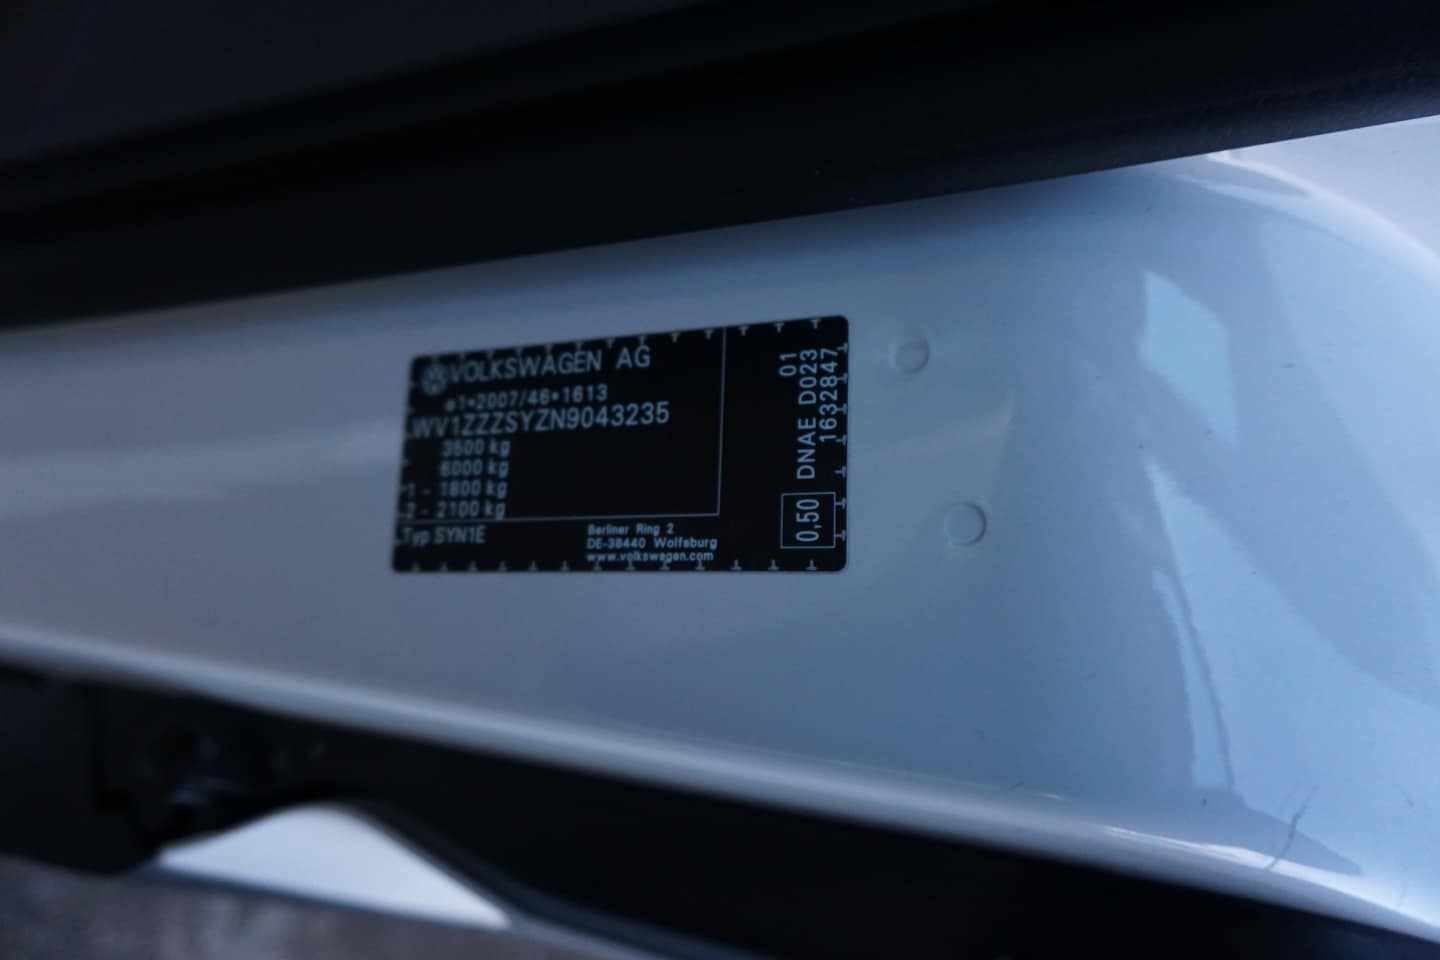 VOLKSWAGEN AG
e1*2007/46*1613
WV1ZZZSYZN9043235
3500 kg
6000 kg
1 - 1800 kg
2 - 2100 kg
Typ SYN1E
Berliner Ring 2
DE-38440 Wolfsburg
www.volkswagen.com
01
DNAE D023
1632847
0,50